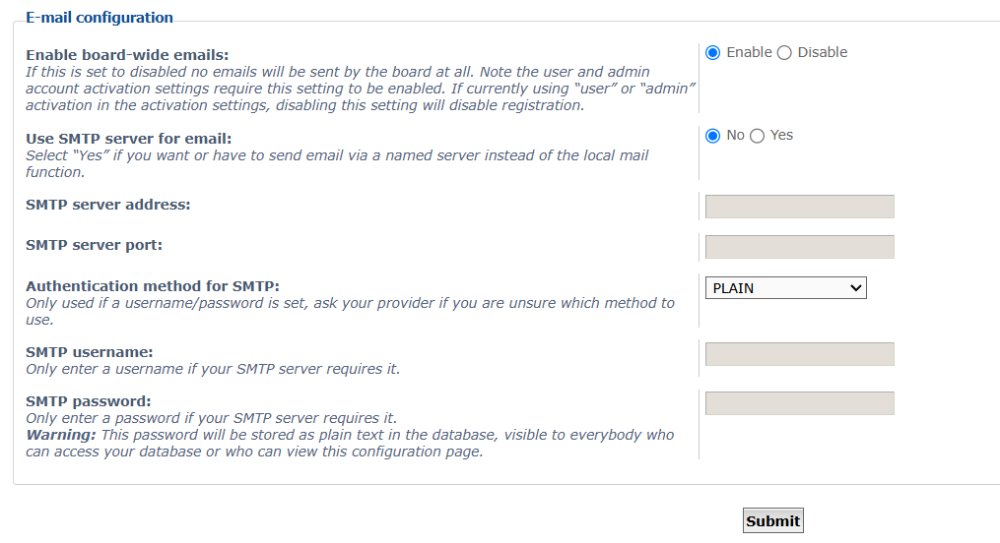 E-mail configuration
Enable board-wide emails:
Enable Disable
If this is set to disabled no emails will be sent by the board at all. Note the user and admin
account activation settings require this setting to be enabled. If currently using “user” or “admin”
activation in the activation settings, disabling this setting will disable registration.
Use SMTP server for email:
No Yes
Select “Yes” if you want or have to send email via a named server instead of the local mail
function.
SMTP server address:
SMTP server port:
Authentication method for SMTP:
PLAIN
Only used if a username/password is set, ask your provider if you are unsure which method to
use.
SMTP username:
Only enter a username if your SMTP server requires it.
SMTP password:
Only enter a password if your SMTP server requires it.
Warning: This password will be stored as plain text in the database, visible to everybody who
can access your database or who can view this configuration page.
Submit